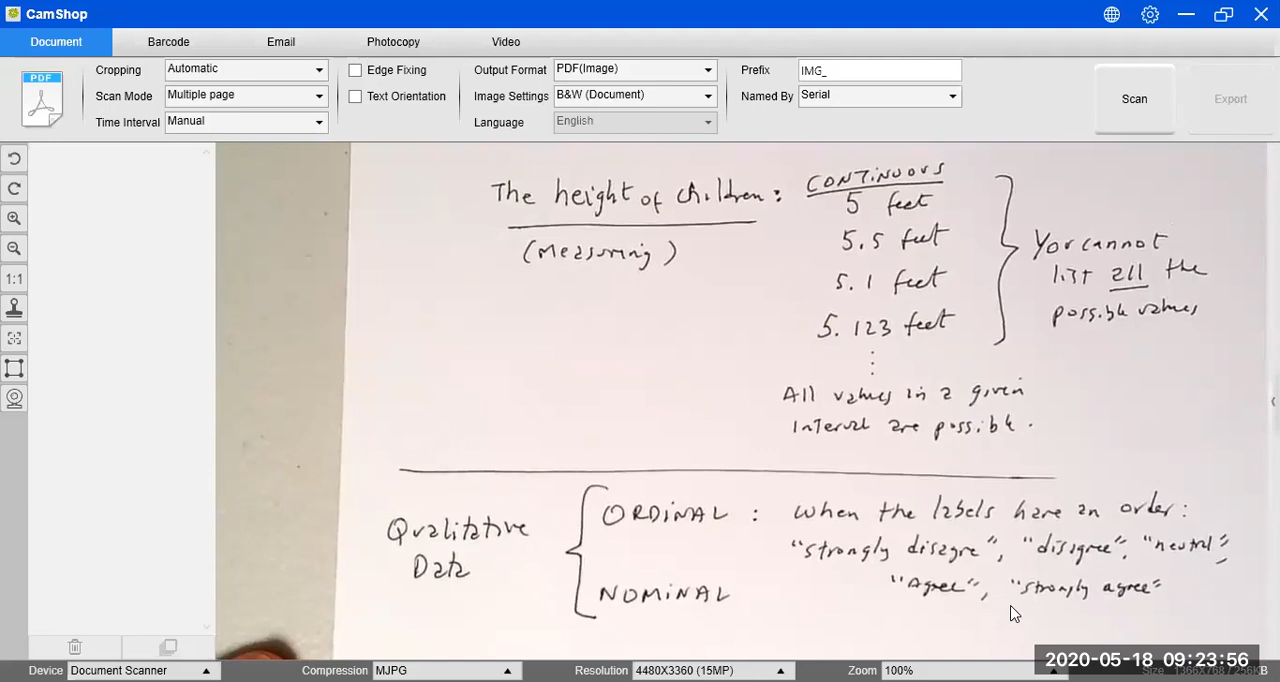 CamShop
Document Barcode Email Photocopy Video
Cropping Automatic Edge Fixing Output Format PDF(Image) Prefix IMG_
PDF Scan Mode Multiple page Text Orientation Image Settings B&W (Document) Named By Serial Scan Export
Time Interval Manual Language English
1:1
The height of children : CONTINUOUS
(measuring)
5 feet
5.5 feet
5.1 feet
5.123 feet
You cannot
list all the
possible values
All values in a given
interval are possible.
Qualitative
Data
ORDINAL : when the labels have an order:
"strongly disagre", "disagree", "neutral"
"Agree", "strongly agree"
NOMINAL
2020-05-18 09:23:56
Device Document Scanner Compression MJPG Resolution 4480X3360 (15MP) Zoom 100%